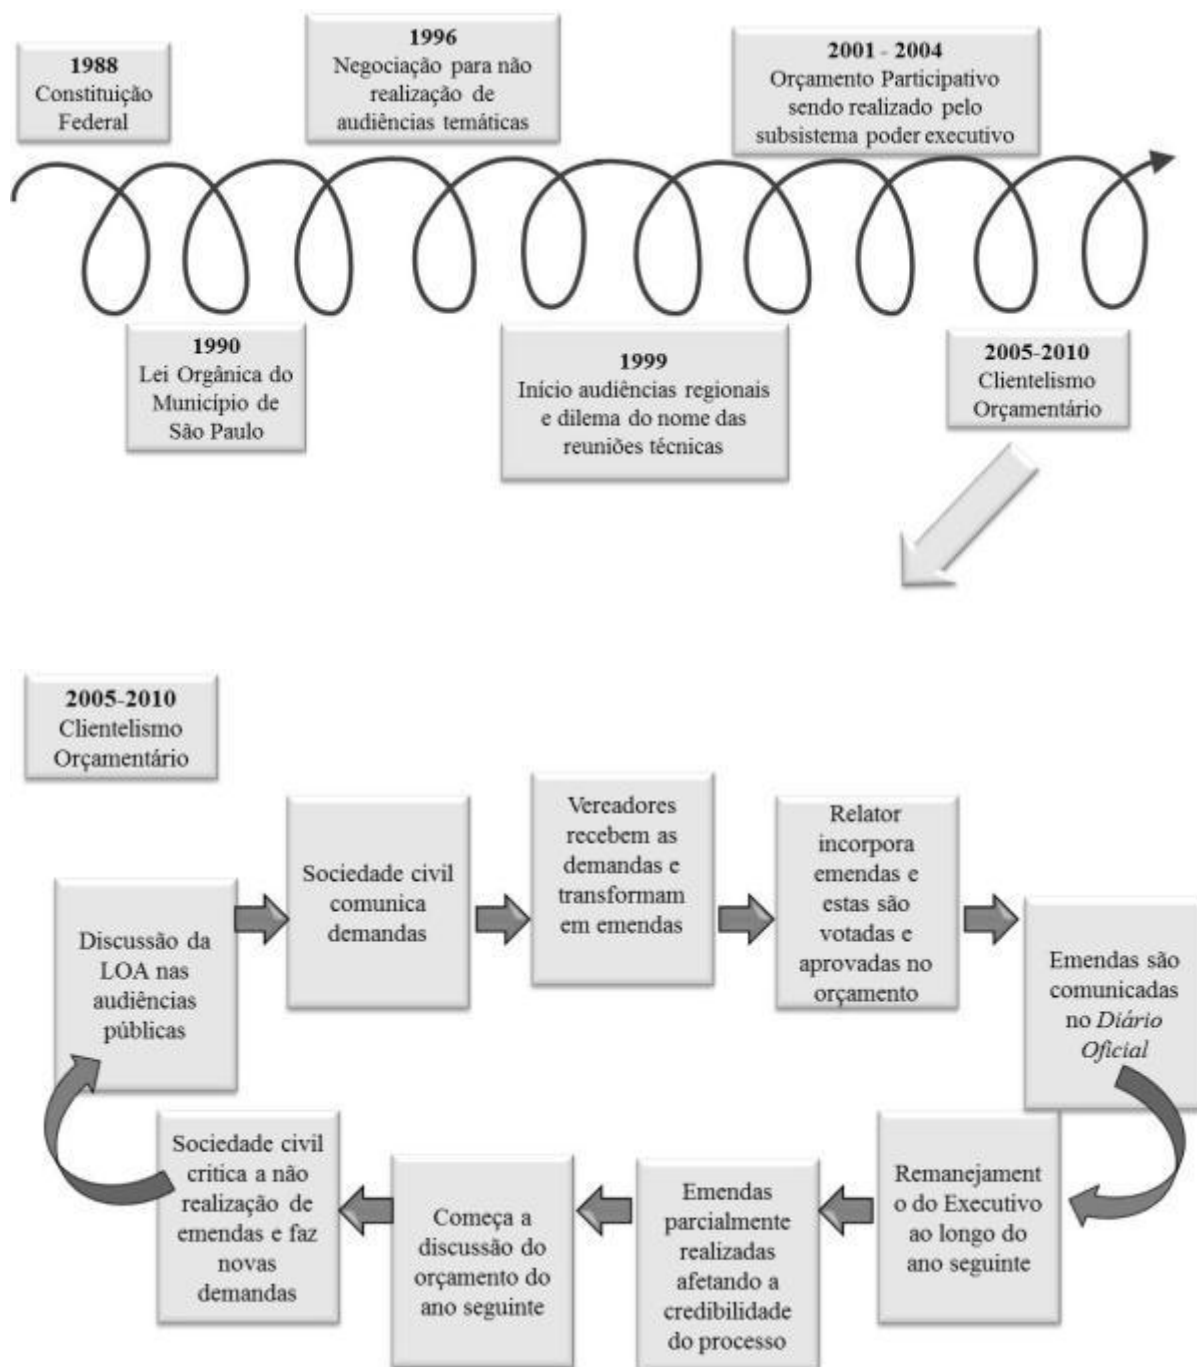 1988
Constituição
Federal
1996
Negociação para não
realização de
audiências temáticas
2001 - 2004
Orçamento Participativo
sendo realizado pelo
subsistema poder executivo
1990
Lei Orgânica do
Município de
São Paulo
1999
Início audiências regionais
e dilema do nome das
reuniões técnicas
2005-2010
Clientelismo
Orçamentário
2005-2010
Clientelismo
Orçamentário
Discussão da
LOA nas
audiências
públicas
Sociedade civil
comunica
demandas
Vereadores
recebem as
demandas e
transformam
em emendas
Relator
incorpora
emendas e
estas são
votadas e
aprovadas no
orçamento
Emendas são
comunicadas
no Diário
Oficial
Remanejament
o do Executivo
ao longo do
ano seguinte
Emendas
parcialmente
realizadas
afetando a
credibilidade
do processo
Começa a
discussão do
orçamento do
ano seguinte
Sociedade civil
critica a não
realização de
emendas e faz
novas
demandas